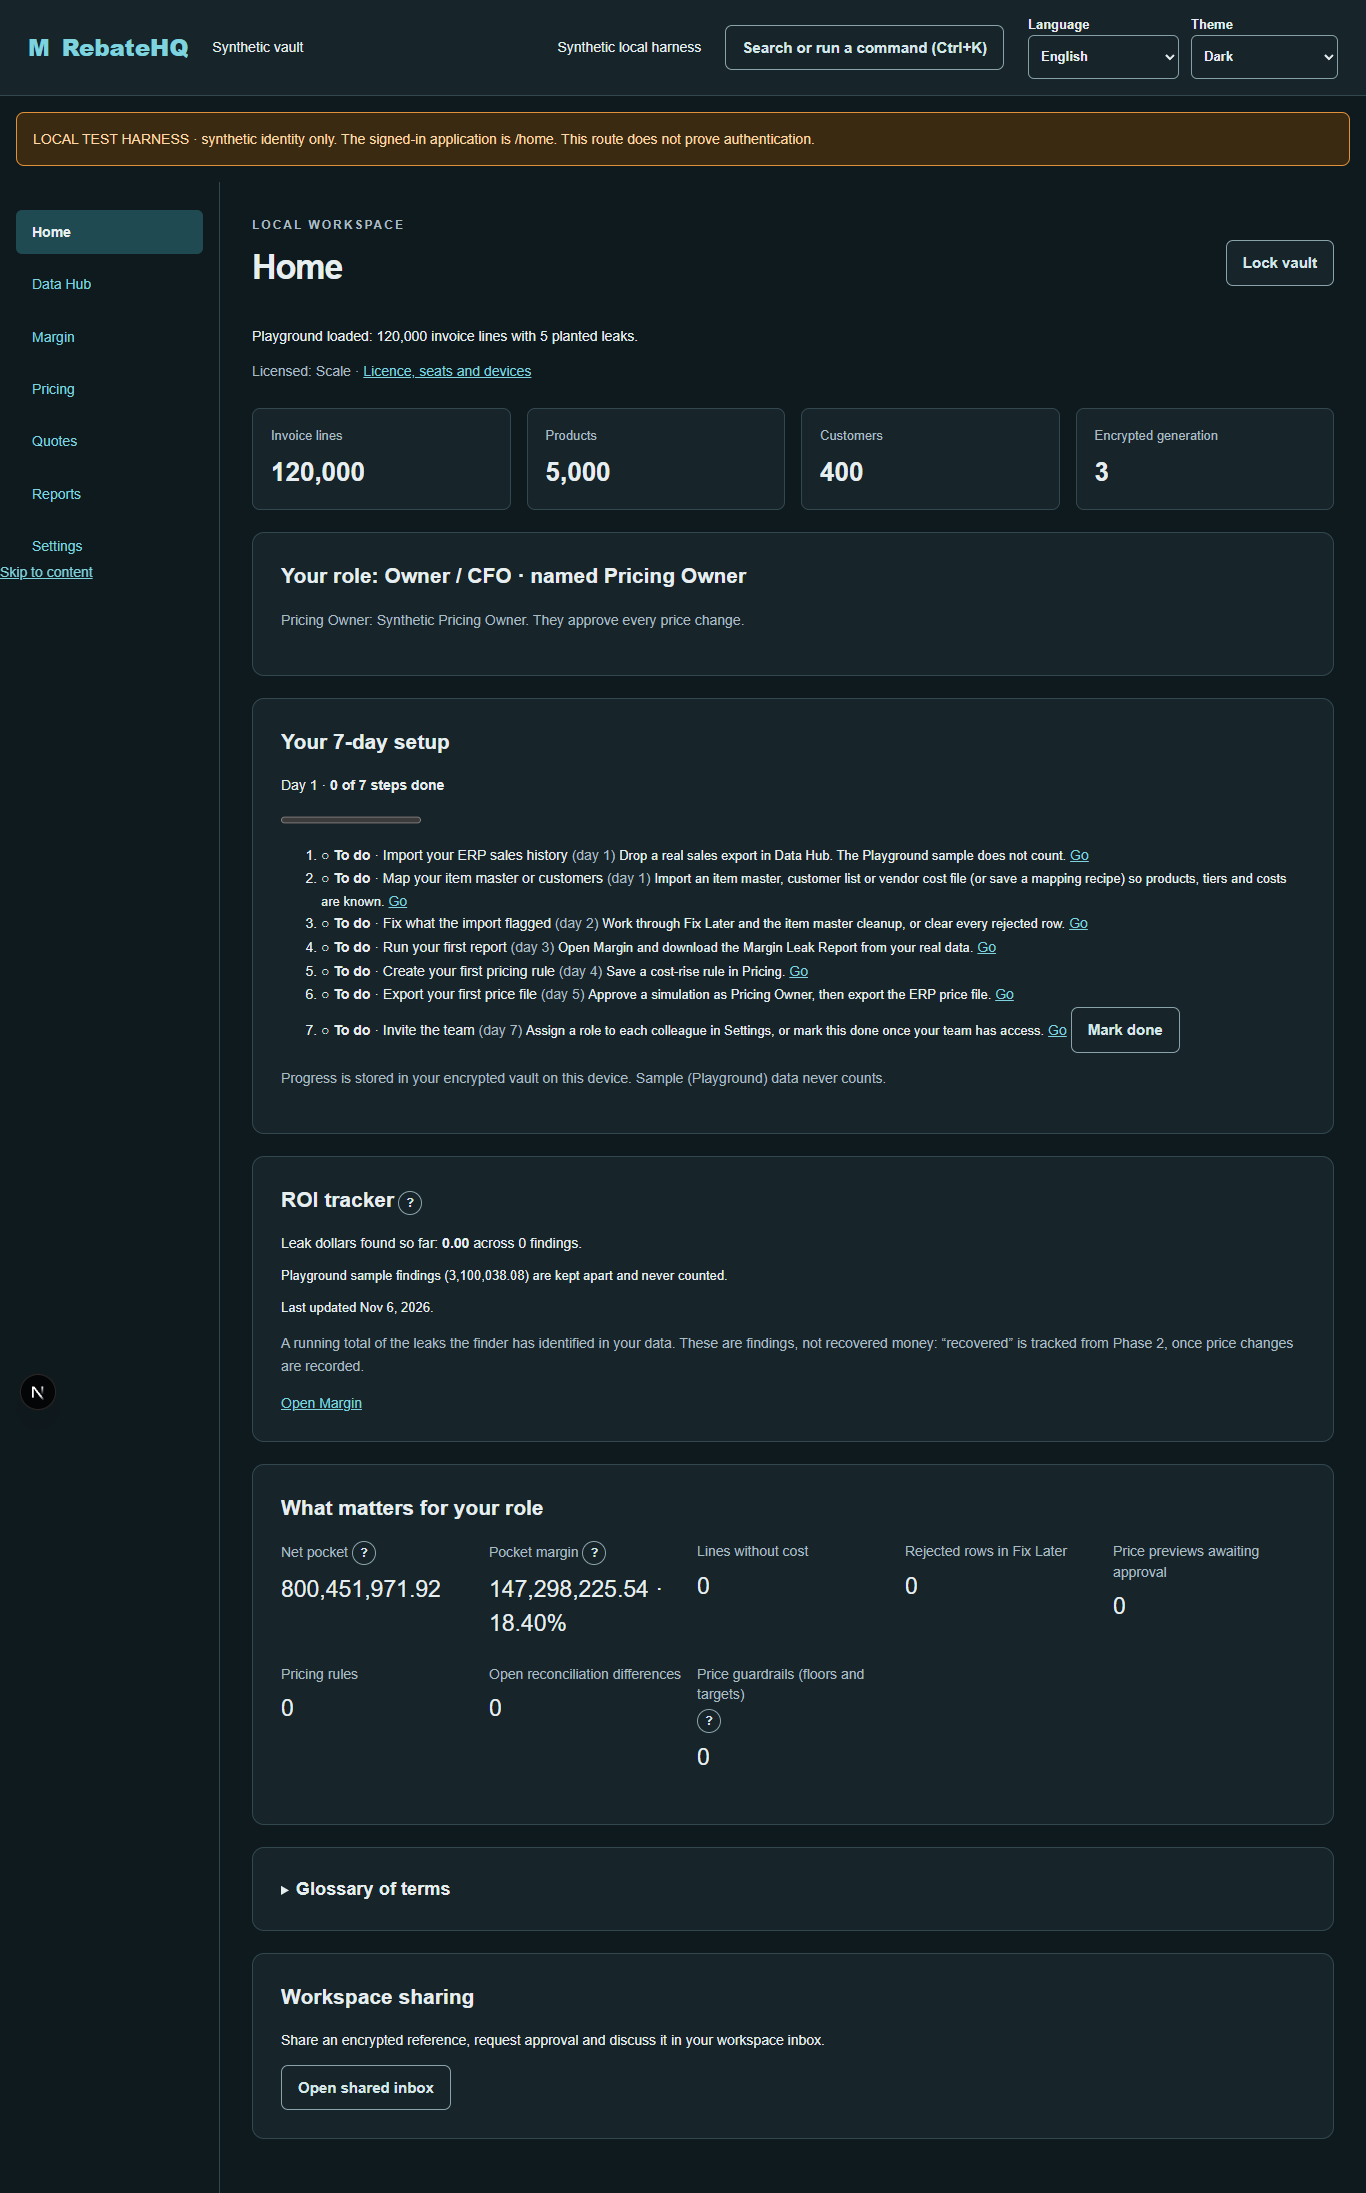 M RebateHQ
Synthetic vault
Synthetic local harness
Search or run a command (Ctrl+K)
Language
English
Theme
Dark
LOCAL TEST HARNESS · synthetic identity only. The signed-in application is /home. This route does not prove authentication.
Home
Data Hub
Margin
Pricing
Quotes
Reports
Settings
Skip to content
LOCAL WORKSPACE
Home
Lock vault
Playground loaded: 120,000 invoice lines with 5 planted leaks.
Licensed: Scale · Licence, seats and devices
Invoice lines
120,000
Products
5,000
Customers
400
Encrypted generation
3
Your role: Owner / CFO · named Pricing Owner
Pricing Owner: Synthetic Pricing Owner. They approve every price change.
Your 7-day setup
Day 1 · 0 of 7 steps done
1. ○ To do · Import your ERP sales history (day 1) Drop a real sales export in Data Hub. The Playground sample does not count. Go
2. ○ To do · Map your item master or customers (day 1) Import an item master, customer list or vendor cost file (or save a mapping recipe) so products, tiers and costs
are known. Go
3. ○ To do · Fix what the import flagged (day 2) Work through Fix Later and the item master cleanup, or clear every rejected row. Go
4. ○ To do · Run your first report (day 3) Open Margin and download the Margin Leak Report from your real data. Go
5. ○ To do · Create your first pricing rule (day 4) Save a cost-rise rule in Pricing. Go
6. ○ To do · Export your first price file (day 5) Approve a simulation as Pricing Owner, then export the ERP price file. Go
7. ○ To do · Invite the team (day 7) Assign a role to each colleague in Settings, or mark this done once your team has access. Go Mark done
Progress is stored in your encrypted vault on this device. Sample (Playground) data never counts.
ROI tracker ?
Leak dollars found so far: 0.00 across 0 findings.
Playground sample findings (3,100,038.08) are kept apart and never counted.
Last updated Nov 6, 2026.
A running total of the leaks the finder has identified in your data. These are findings, not recovered money: “recovered” is tracked from Phase 2, once price changes
are recorded.
Open Margin
N
What matters for your role
Net pocket ?
800,451,971.92
Pocket margin ?
147,298,225.54 ·
18.40%
Lines without cost
0
Rejected rows in Fix Later
0
Price previews awaiting
approval
0
Pricing rules
0
Open reconciliation differences
0
Price guardrails (floors and
targets)
?
0
▸ Glossary of terms
Workspace sharing
Share an encrypted reference, request approval and discuss it in your workspace inbox.
Open shared inbox